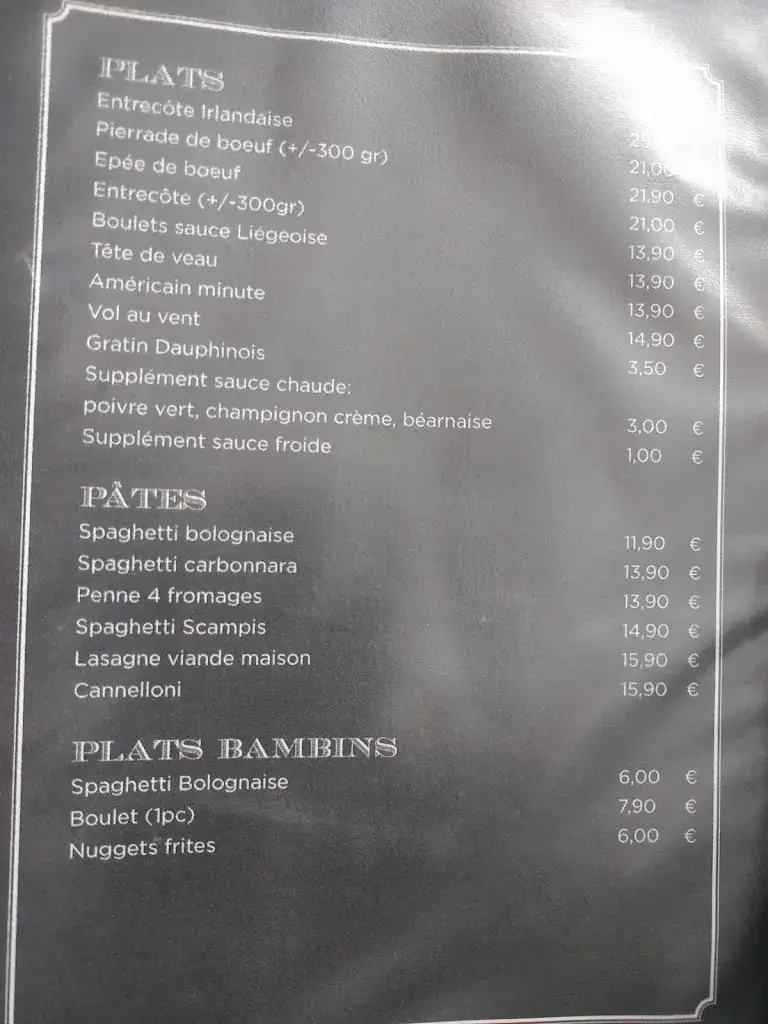 PLATS
Entrecôte Irlandaise
Pierrade de boeuf (+/-300 gr) 21,00
Epée de boeuf 21,90 €
Entrecôte (+/-300gr) 21,00 €
Boulets sauce Liégeoise 13,90 €
Tête de veau 13,90 €
Américain minute 13,90 €
Vol au vent 14,90 €
Gratin Dauphinois 3,50 €
Supplément sauce chaude:
poivre vert, champignon crème, béarnaise 3,00 €
Supplément sauce froide 1,00 €
PÂTES
Spaghetti bolognaise 11,90 €
Spaghetti carbonnara 13,90 €
Penne 4 fromages 13,90 €
Spaghetti Scampis 14,90 €
Lasagne viande maison 15,90 €
Cannelloni 15,90 €
PLATS BAMBINS
Spaghetti Bolognaise 6,00 €
Boulet (1pc) 7,90 €
Nuggets frites 6,00 €